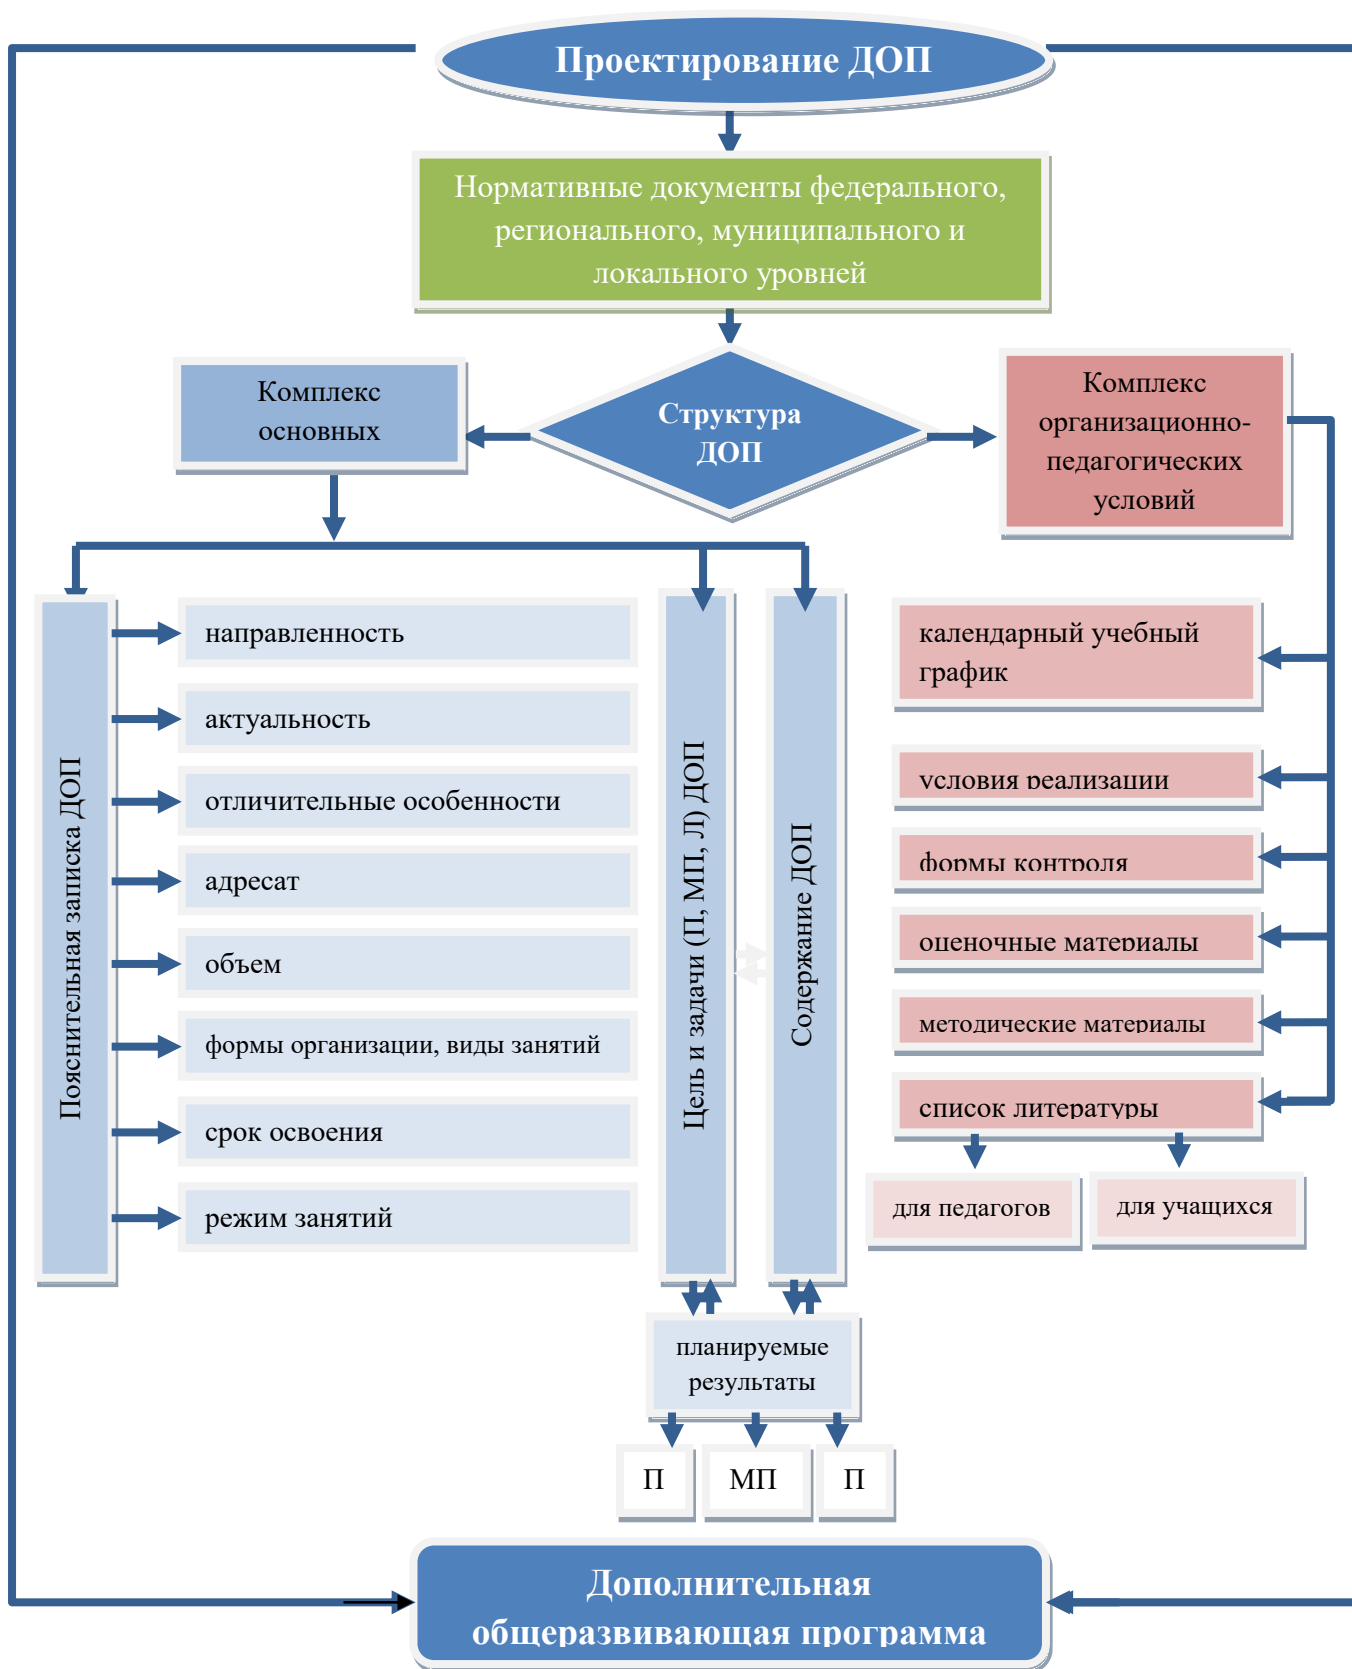 Проектирование ДОП
Нормативные документы федерального,
регионального, муниципального и
локального уровней
Комплекс
основных
Структура
ДОП
Комплекс
организационно-
педагогических
условий
Пояснительная записка ДОП
направленность
актуальность
отличительные особенности
адресат
объем
формы организации, виды занятий
срок освоения
режим занятий
Цель и задачи (П, МП, Л) ДОП
Содержание ДОП
календарный учебный
график
условия реализации
формы контроля
оценочные материалы
методические материалы
список литературы
для педагогов
для учащихся
планируемые
результаты
П
МП
П
Дополнительная
общеразвивающая программа